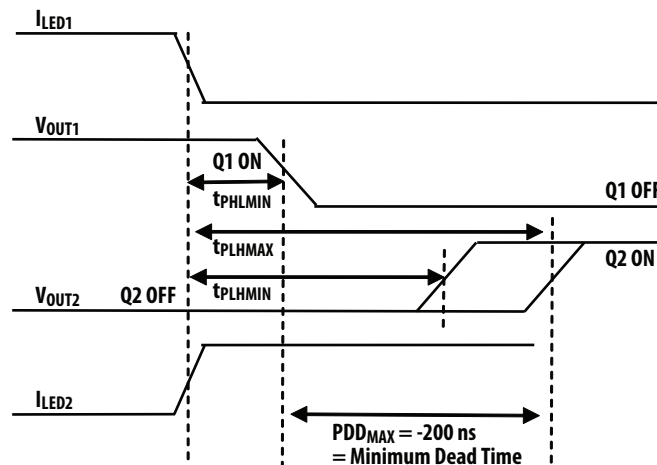 ILED1
VOUT1
Q1 ON
tPHLMIN
Q1 OFF
tPLHMAX
Q2 ON
tPLHMIN
VOUT2
Q2 OFF
ILED2
PDDMAX = -200 ns
= Minimum Dead Time